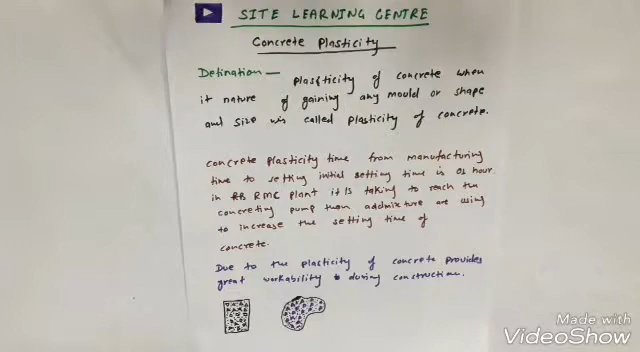 SITE LEARNING CENTRE
Concrete Plasticity
Defination — Plasticity of concrete when
it nature of gaining any mould or shape
and size is called plasticity of concrete.
concrete plasticity time from manufacturing
time to setting initial setting time is 01 hour
in RMC plant it is taking to reach the
concreting pump then admixture are using
to increase the setting time of
concrete.
Due to the plasticity of concrete provides
great workability during construction.
Made with
VideoShow